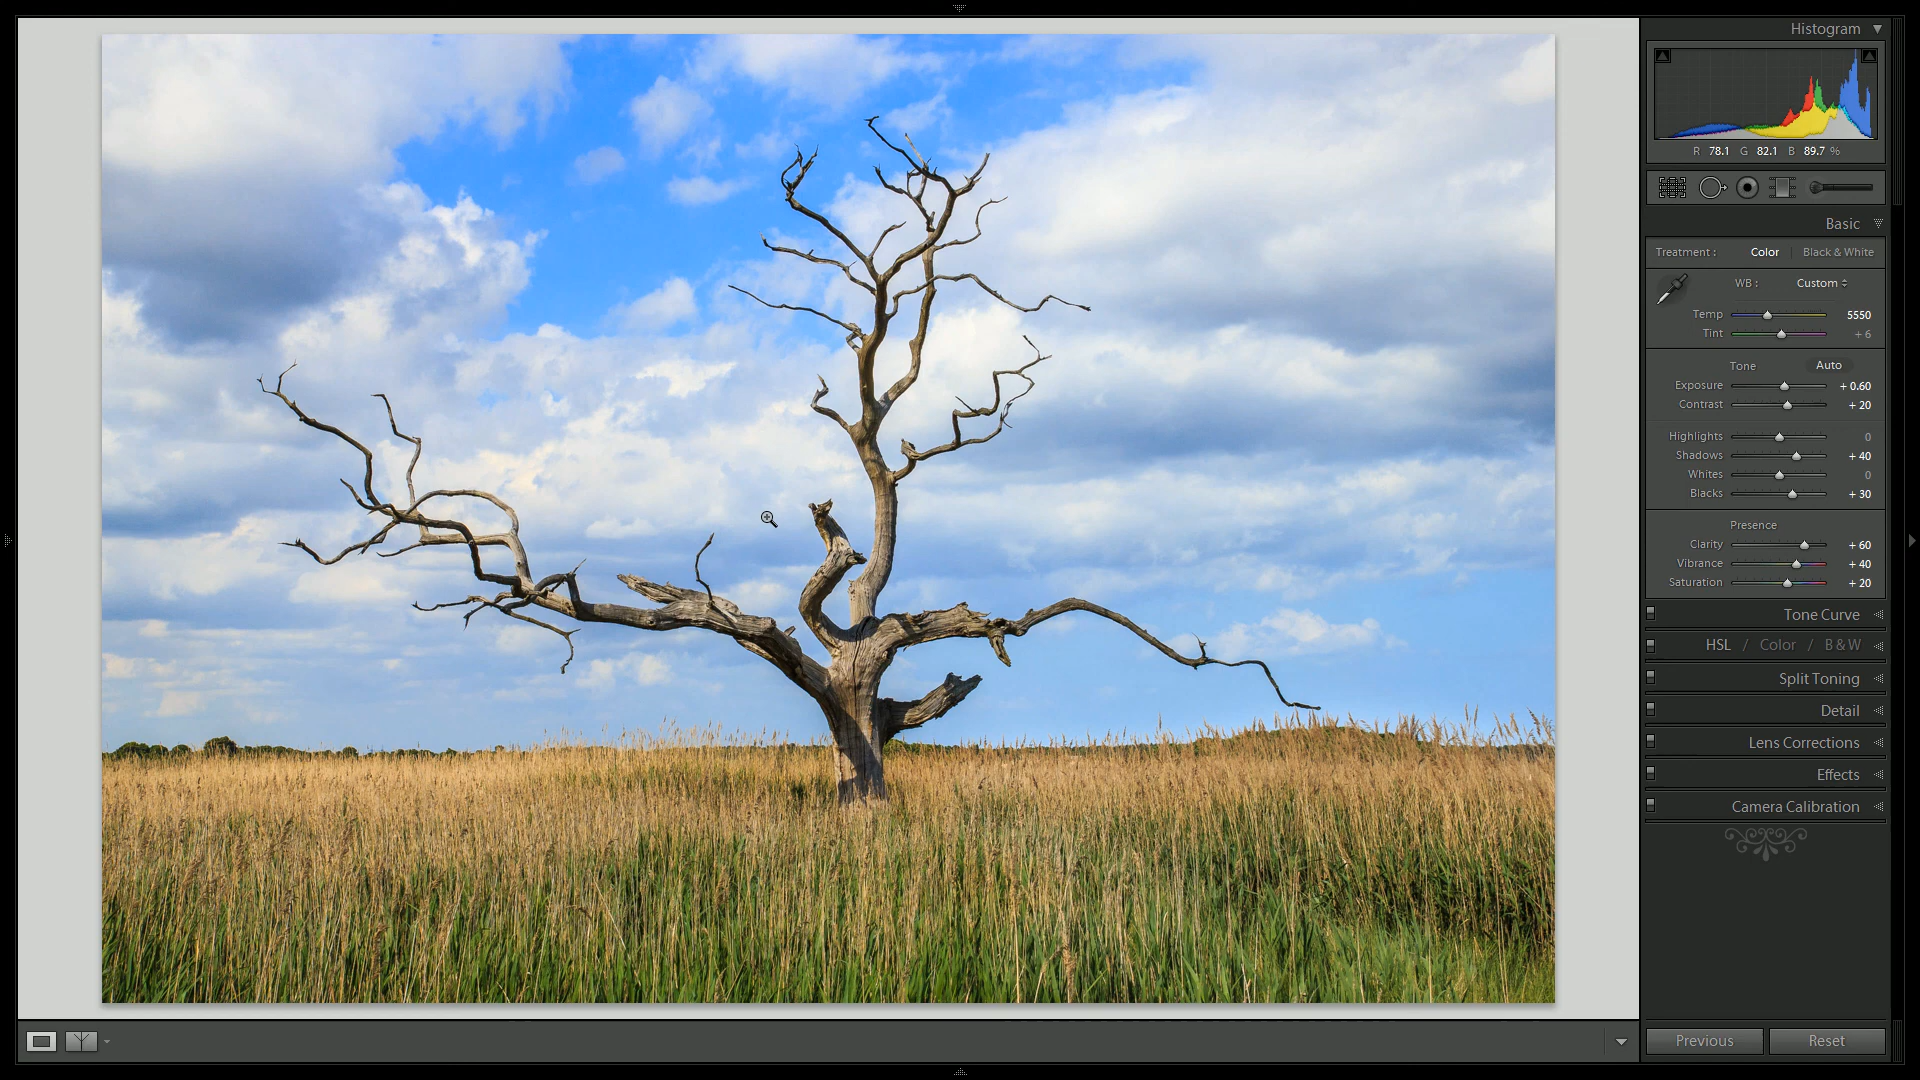 Histogram
R 78.1 G 82.1 B 89.7 %
Basic
Treatment : Color Black & White
WB : Custom
Temp 5550
Tint + 6
Tone Auto
Exposure + 0.60
Contrast + 20
Highlights 0
Shadows + 40
Whites 0
Blacks + 30
Presence
Clarity + 60
Vibrance + 40
Saturation + 20
Tone Curve
HSL / Color / B & W
Split Toning
Detail
Lens Corrections
Effects
Camera Calibration
Previous Reset